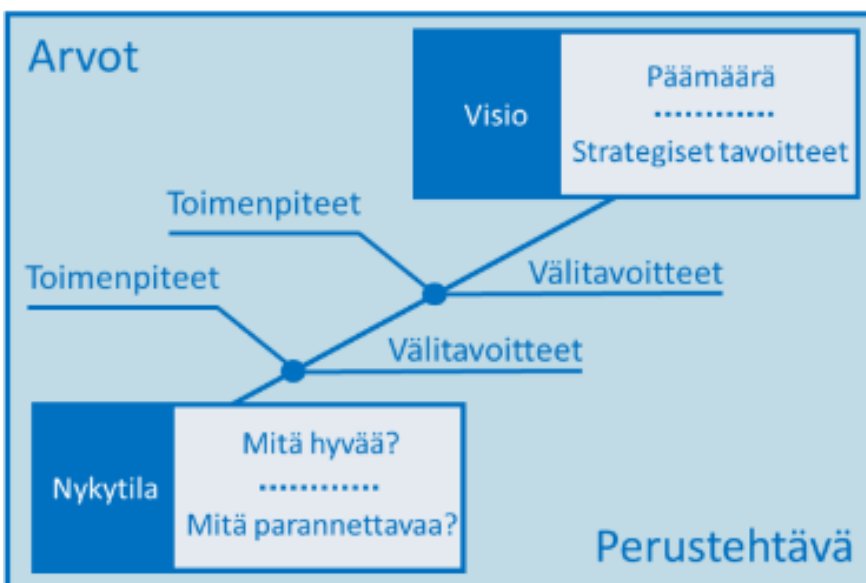 Arvot
Visio
Päämäärä
Strategiset tavoitteet
Toimenpiteet
Välitavoitteet
Toimenpiteet
Välitavoitteet
Nykytila
Mitä hyvää?
Mitä parannettavaa?
Perustehtävä